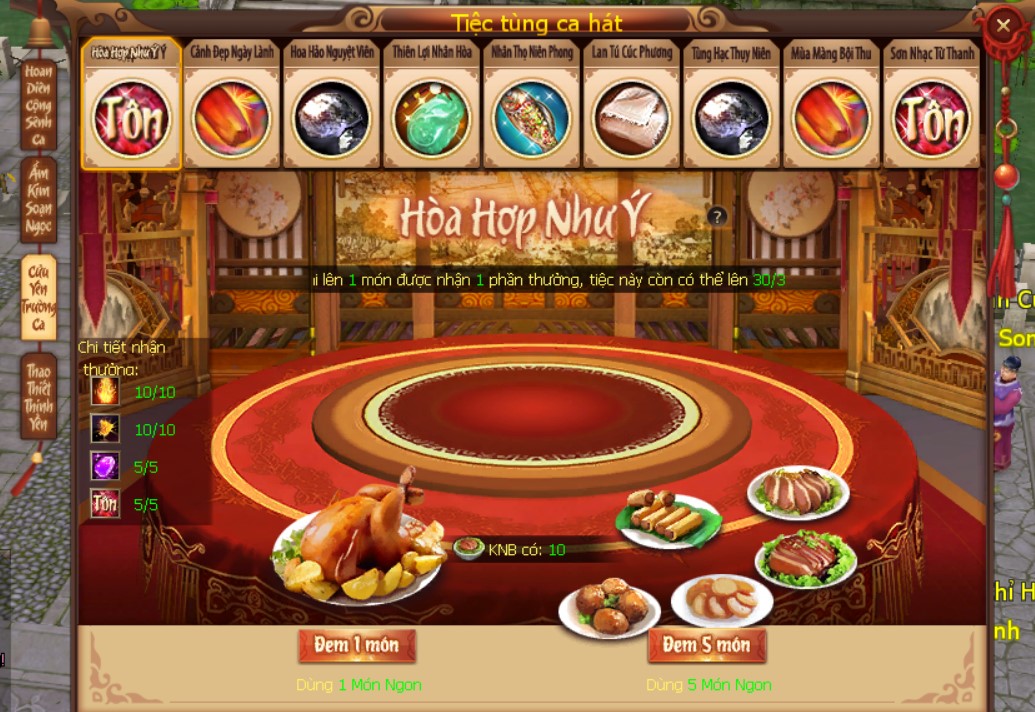 Tiệc tùng ca hát
Hòa Hợp Như Ý
Cảnh Đẹp Ngày Lành
Hoa Hảo Nguyệt Viên
Thiên Lợi Nhân Hòa
Nhân Thọ Niên Phong
Lan Tú Cúc Phương
Tùng Hạc Thụy Niên
Mùa Màng Bội Thu
Sơn Nhạc Từ Thanh
Tôn
Tôn
Hoan
Diên
Cộng
Sênh
Ca
Ẩm
Kim
Soạn
Ngọc
Cửu
Yến
Trường
Ca
Thao
Thiết
Thịnh
Yến
Hòa Hợp Như Ý
?
i lên 1 món được nhận 1 phần thưởng, tiệc này còn có thể lên 30/3
Chi tiết nhận
thưởng:
10/10
10/10
5/5
Tôn 5/5
KNB có: 10
Đem 1 món
Đem 5 món
Dùng 1 Món Ngon
Dùng 5 Món Ngon
hỉ H
nh